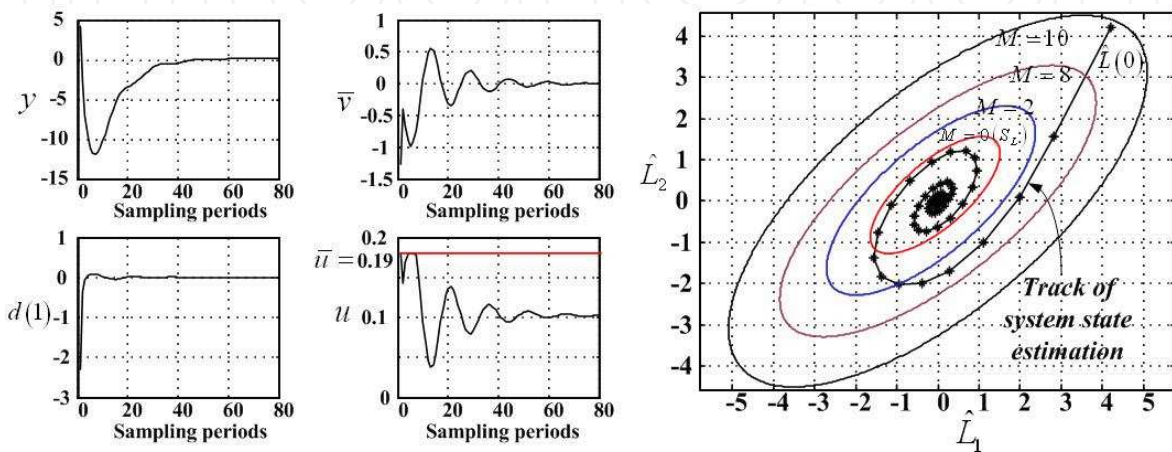 5
0
-5
-10
-15
y
0 20 40 60 80
Sampling periods
1
0.5
0
-0.5
-1
-1.5
v̅
0 20 40 60 80
Sampling periods
1
0
-1
-2
-3
d(1)
0 20 40 60 80
Sampling periods
0.2
u̅ = 0.19
0.1
0
u
0 20 40 60 80
Sampling periods
4
3
2
1
0
-1
-2
-3
-4
L̂₂
M = 10
L̂(0)
M = 8
M = 2
M = 0 (S_L)
Track of
system state
estimation
-5 -4 -3 -2 -1 0 1 2 3 4 5
L̂₁